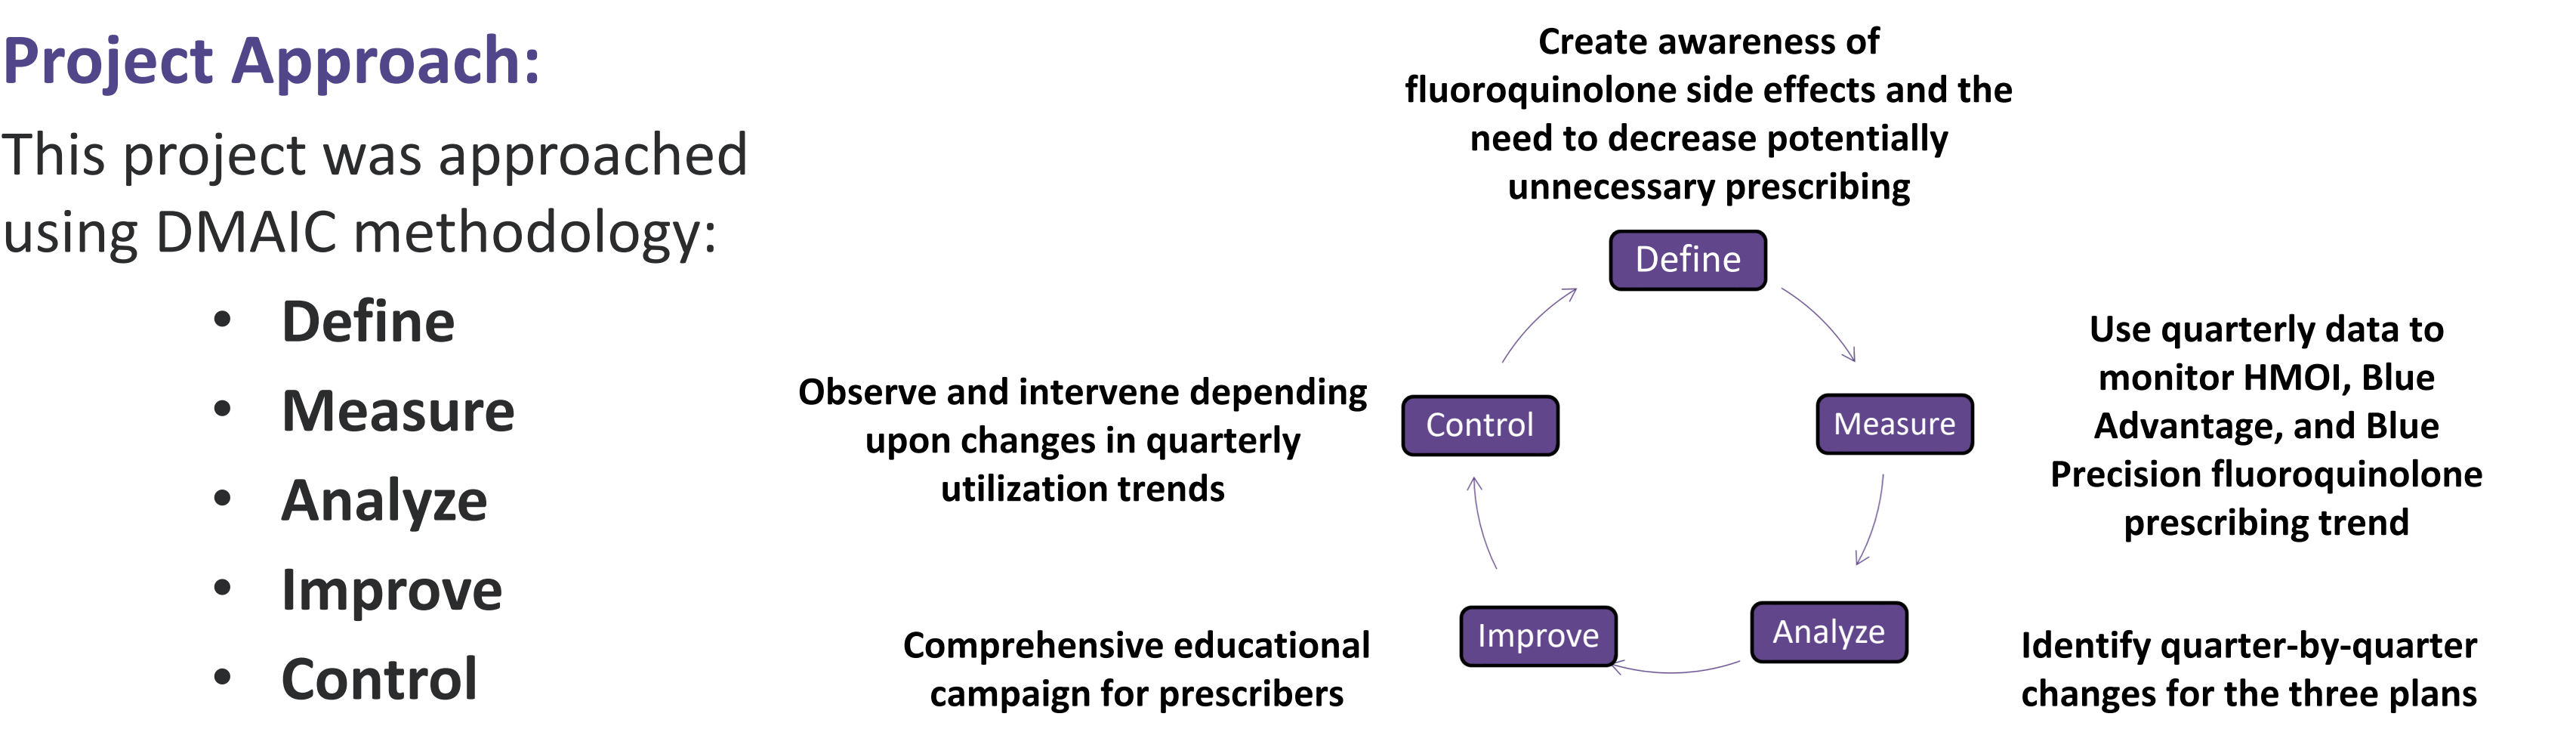 Project Approach:
This project was approached
using DMAIC methodology:
• Define
• Measure
• Analyze
• Improve
• Control
Create awareness of
fluoroquinolone side effects and the
need to decrease potentially
unnecessary prescribing
Define
Use quarterly data to
monitor HMOI, Blue
Advantage, and Blue
Precision fluoroquinolone
prescribing trend
Measure
Identify quarter-by-quarter
changes for the three plans
Analyze
Comprehensive educational
campaign for prescribers
Improve
Observe and intervene depending
upon changes in quarterly
utilization trends
Control